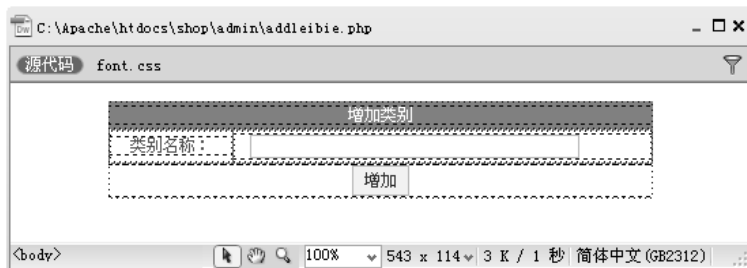 C:\Apache\htdocs\shop\admin\addleibie.php
源代码 font.css
增加类别
类别名称：
增加
<body> 100% 543 x 114 3 K / 1 秒 简体中文(GB2312)